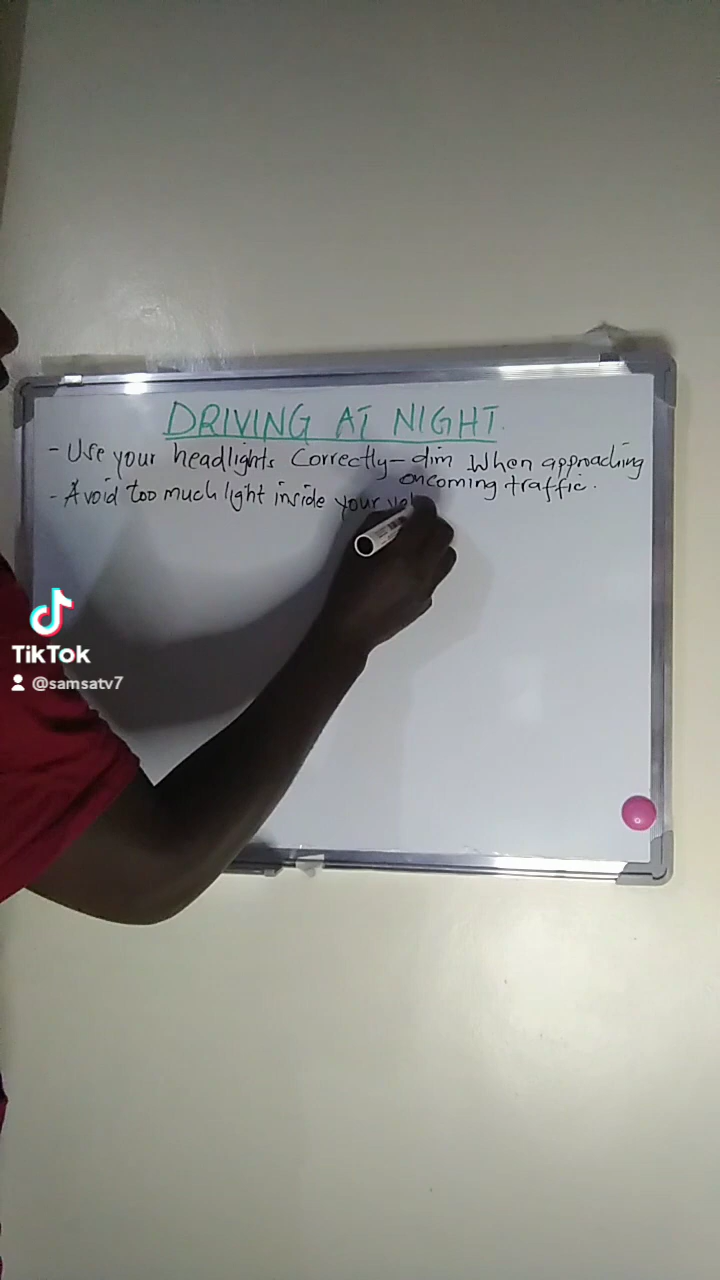 DRIVING AT NIGHT.
- Use your headlights Correctly - dim When approaching
oncoming traffic.
- Avoid too much light inside your
TikTok
@samsatv7